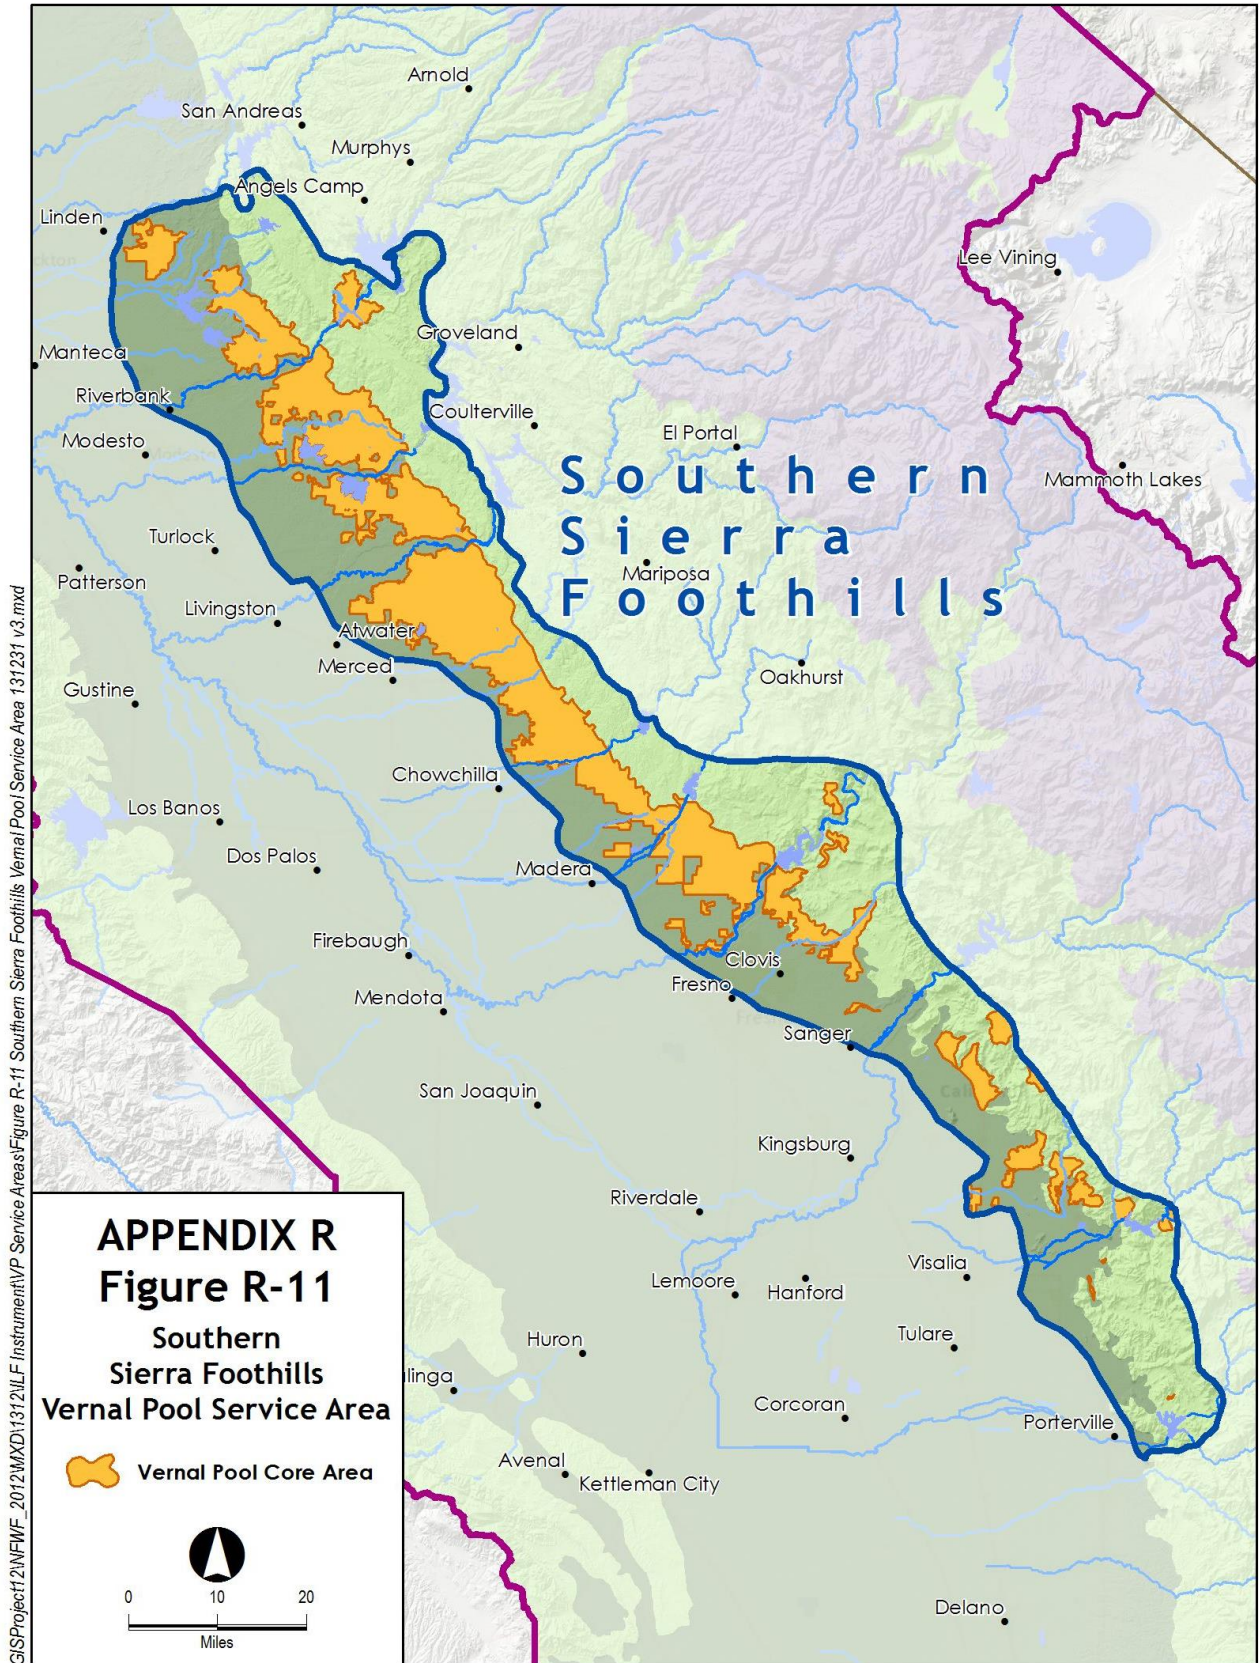 Arnold
San Andreas
Murphys
Angels Camp
Linden
ckton
Lee Vining
Groveland
Manteca
Riverbank
Coulterville
Modesto
El Portal
Southern
Sierra
Foothills
Mammoth Lakes
Turlock
Patterson
Mariposa
Livingston
Atwater
Merced
Oakhurst
Gustine
Chowchilla
Los Banos
Dos Palos
Madera
Firebaugh
Clovis
Mendota
Fresno
Sanger
San Joaquin
Kingsburg
Riverdale
Visalia
Lemoore
Hanford
Tulare
Huron
linga
Corcoran
Porterville
Avenal
Kettleman City
Delano
APPENDIX R
Figure R-11
Southern
Sierra Foothills
Vernal Pool Service Area
Vernal Pool Core Area
0 10 20
Miles
GISProject12\NFWF_2012\MXD\1312\ILF Instrument\VP Service Areas\Figure R-11 Southern Sierra Foothills Vernal Pool Service Area 131231 v3.mxd